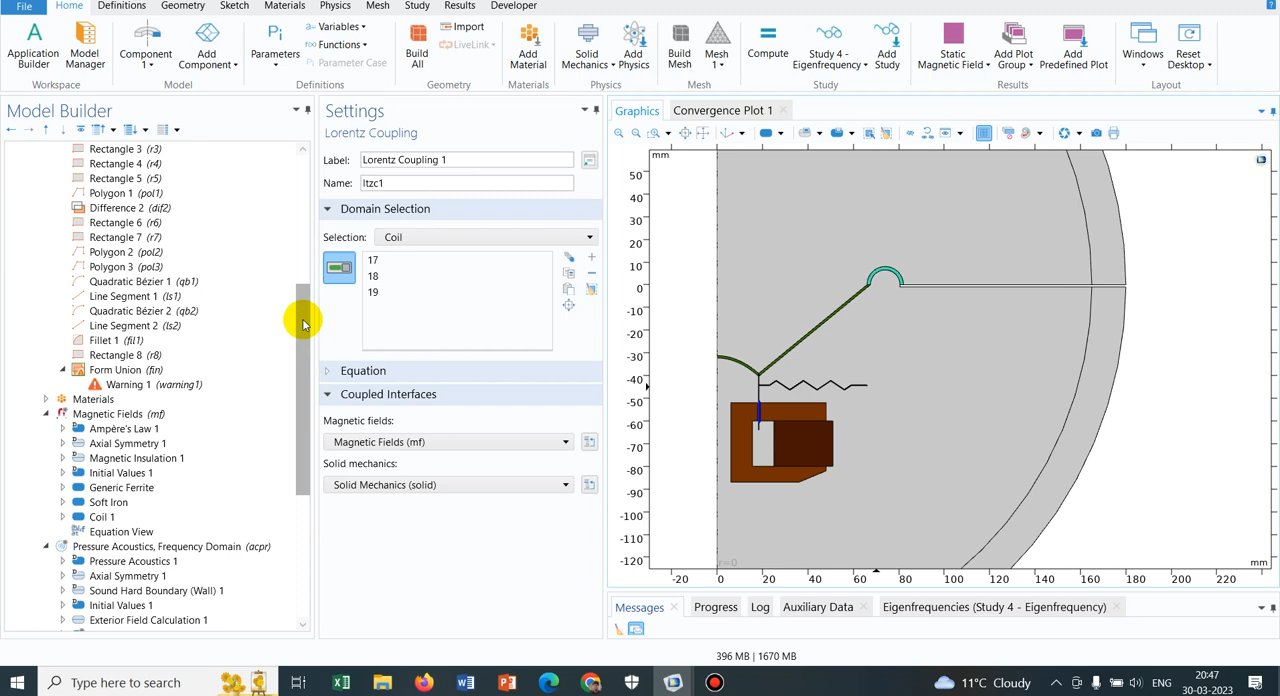 File Home Definitions Geometry Sketch Materials Physics Mesh Study Results Developer
Application Builder
Model Manager
Component 1
Add Component
Parameters
Variables
Functions
Parameter Case
Build All
Import
LiveLink
Add Material
Solid Mechanics
Add Physics
Build Mesh
Mesh 1
Compute
Study 4 - Eigenfrequency
Add Study
Static Magnetic Field
Add Plot Group
Add Predefined Plot
Windows
Reset Desktop
Workspace Model Definitions Geometry Materials Physics Mesh Study Results Layout
Model Builder
Rectangle 3 (r3)
Rectangle 4 (r4)
Rectangle 5 (r5)
Polygon 1 (pol1)
Difference 2 (dif2)
Rectangle 6 (r6)
Rectangle 7 (r7)
Polygon 2 (pol2)
Polygon 3 (pol3)
Quadratic Bézier 1 (qb1)
Line Segment 1 (ls1)
Quadratic Bézier 2 (qb2)
Line Segment 2 (ls2)
Fillet 1 (fil1)
Rectangle 8 (r8)
Form Union (fin)
Warning 1 (warning1)
Materials
Magnetic Fields (mf)
Ampère's Law 1
Axial Symmetry 1
Magnetic Insulation 1
Initial Values 1
Generic Ferrite
Soft Iron
Coil 1
Equation View
Pressure Acoustics, Frequency Domain (acpr)
Pressure Acoustics 1
Axial Symmetry 1
Sound Hard Boundary (Wall) 1
Initial Values 1
Exterior Field Calculation 1
Settings
Lorentz Coupling
Label: Lorentz Coupling 1
Name: ltzc1
Domain Selection
Selection: Coil
17
18
19
Equation
Coupled Interfaces
Magnetic fields:
Magnetic Fields (mf)
Solid mechanics:
Solid Mechanics (solid)
Graphics Convergence Plot 1
mm
50
40
30
20
10
0
-10
-20
-30
-40
-50
-60
-70
-80
-90
-100
-110
-120
r=0
mm
-20 0 20 40 60 80 100 120 140 160 180 200 220
Messages Progress Log Auxiliary Data Eigenfrequencies (Study 4 - Eigenfrequency)
396 MB | 1670 MB
Type here to search
11°C Cloudy
ENG
20:47
30-03-2023